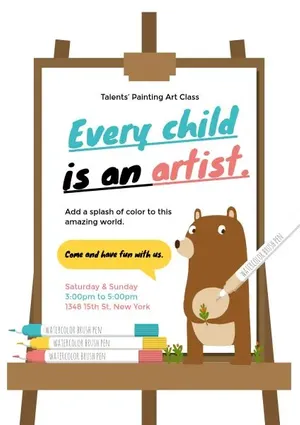 Talents' Painting Art Class
Every child
is an artist.
Add a splash of color to this
amazing world.
Come and have fun with us.
Saturday & Sunday
3:00pm to 5:00pm
1348 15th St, New York
WATERCOLOR BRUSH PEN
WATERCOLOR BRUSH PEN
WATERCOLOR BRUSH PEN
WATERCOLOR BRUSH PEN